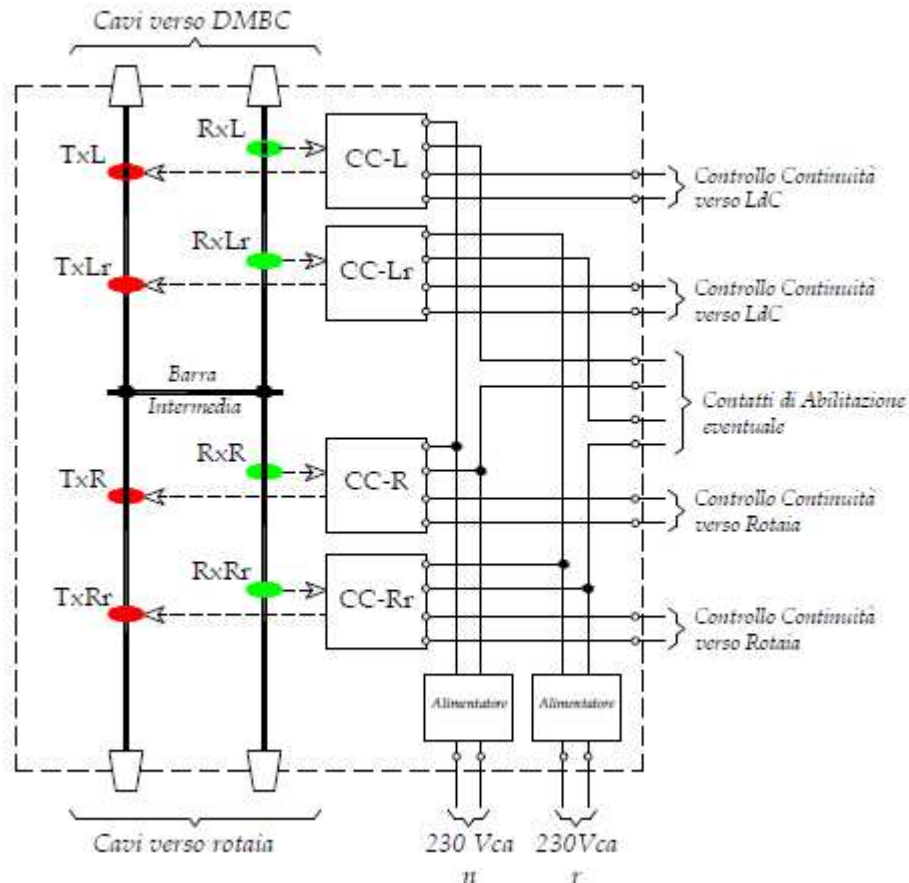 Cavi verso DMBC
RxL
TxL
CC-L
Controllo Continuità
verso LdC
RxLr
TxLr
CC-Lr
Controllo Continuità
verso LdC
Barra
Intermedia
Contatti di Abilitazione
eventuale
RxR
TxR
CC-R
Controllo Continuità
verso Rotaia
RxRr
TxRr
CC-Rr
Controllo Continuità
verso Rotaia
Alimentatore
Alimentatore
Cavi verso rotaia
230 Vca
n
230Vca
r